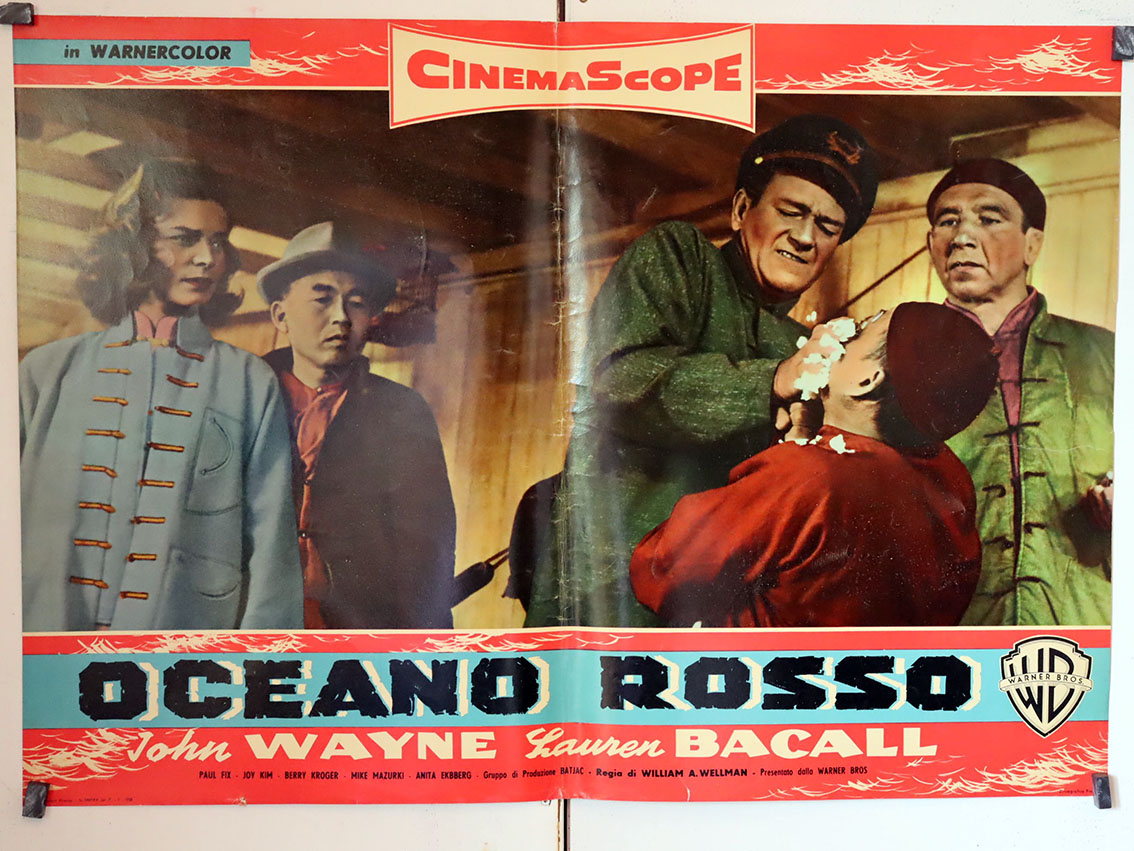 in WARNERCOLOR
CINEMASCOPE
OCEANO ROSSO
WB
WARNER BROS
John WAYNE Lauren BACALL
PAUL FIX - JOY KIM - BERRY KROGER - MIKE MAZURKI - ANITA EKBBERG - Gruppo di Produzione BATJAC - Regia di WILLIAM A. WELLMAN - Presentato dalla WARNER BROS